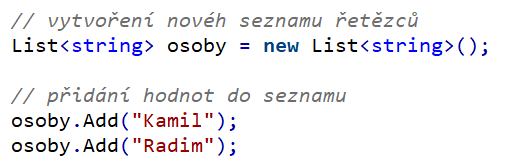 // vytvoření novéh seznamu řetězců
List<string> osoby = new List<string>();
// přidání hodnot do seznamu
osoby.Add("Kamil");
osoby.Add("Radim");